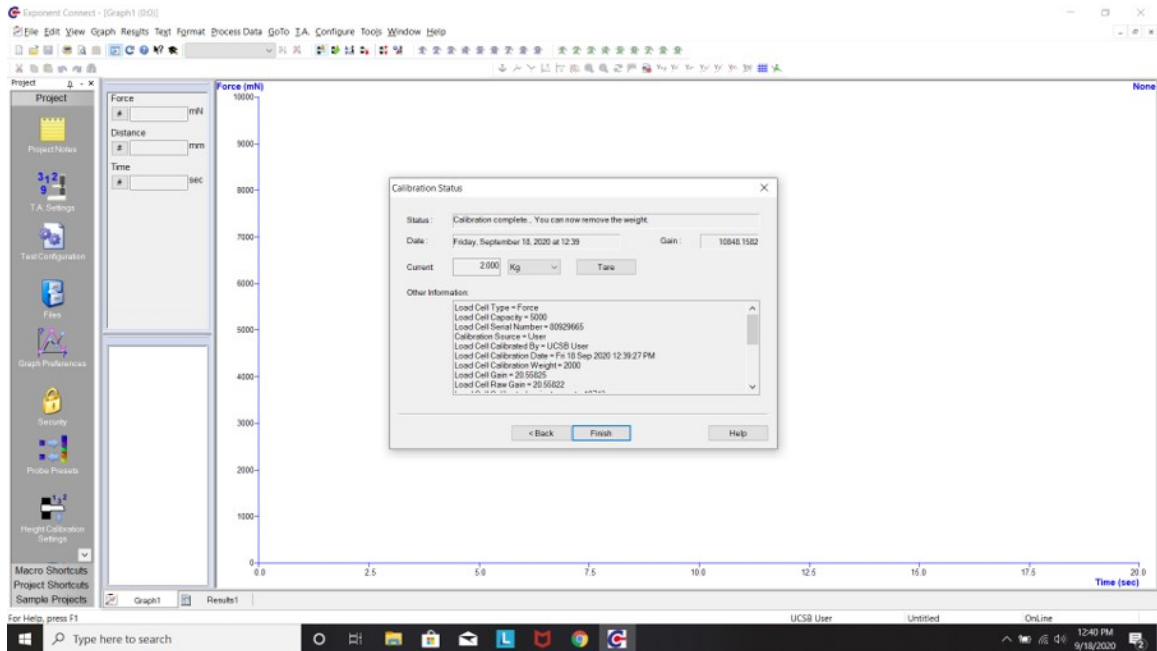 Exponent Connect - [Graph1 (0:0)]
File Edit View Graph Results Text Format Process Data GoTo T.A. Configure Tools Window Help
Project
Project
Project Notes
T.A. Settings
Test Configuration
Files
Graph Preferences
Security
Probe Presets
Height Calibration
Settings
Macro Shortcuts
Project Shortcuts
Sample Projects
Force
# mN
Distance
# mm
Time
# sec
Force (mN)
None
10000
9000
8000
7000
6000
5000
4000
3000
2000
1000
0
0.0 2.5 5.0 7.5 10.0 12.5 15.0 17.5 20.0
Time (sec)
Calibration Status
Status : Calibration complete., You can now remove the weight.
Date : Friday, September 18, 2020 at 12:39 Gain : 10848.1582
Current 2.000 Kg Tare
Other Information:
Load Cell Type = Force
Load Cell Capacity = 5000
Load Cell Serial Number = 80929665
Calibration Source = User
Load Cell Calibrated By = UCSB User
Load Cell Calibration Date = Fri 18 Sep 2020 12:39:27 PM
Load Cell Calibration Weight = 2000
Load Cell Gain = 20.55825
Load Cell Raw Gain = 20.55822
< Back Finish Help
Graph1 Results1
For Help, press F1 UCSB User Untitled OnLine
Type here to search
12:40 PM
9/18/2020